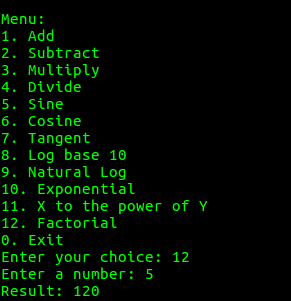 Menu:
1. Add
2. Subtract
3. Multiply
4. Divide
5. Sine
6. Cosine
7. Tangent
8. Log base 10
9. Natural Log
10. Exponential
11. X to the power of Y
12. Factorial
0. Exit
Enter your choice: 12
Enter a number: 5
Result: 120